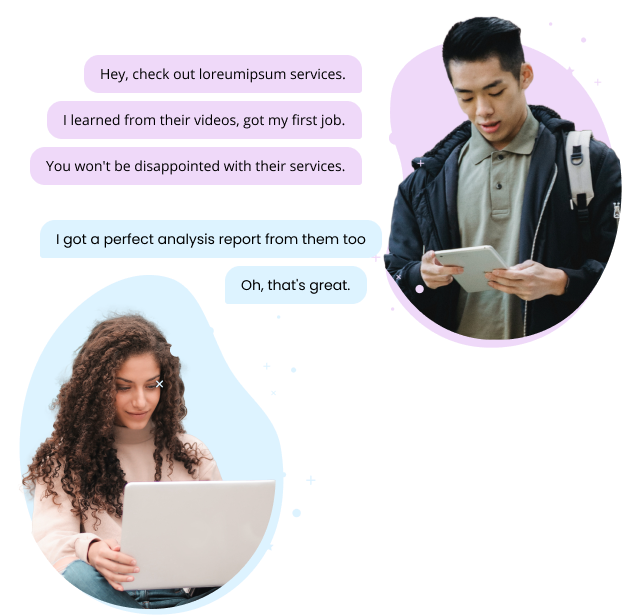 Hey, check out loreumipsum services.
I learned from their videos, got my first job.
You won't be disappointed with their services.
I got a perfect analysis report from them too
Oh, that's great.